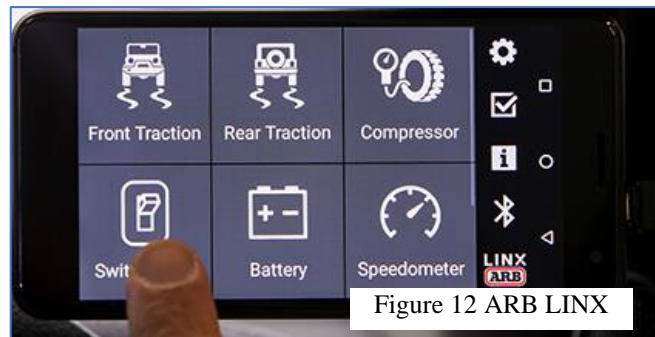 Front Traction
Rear Traction
Compressor
Battery
Speedometer
LINX
ARB
Figure 12 ARB LINX